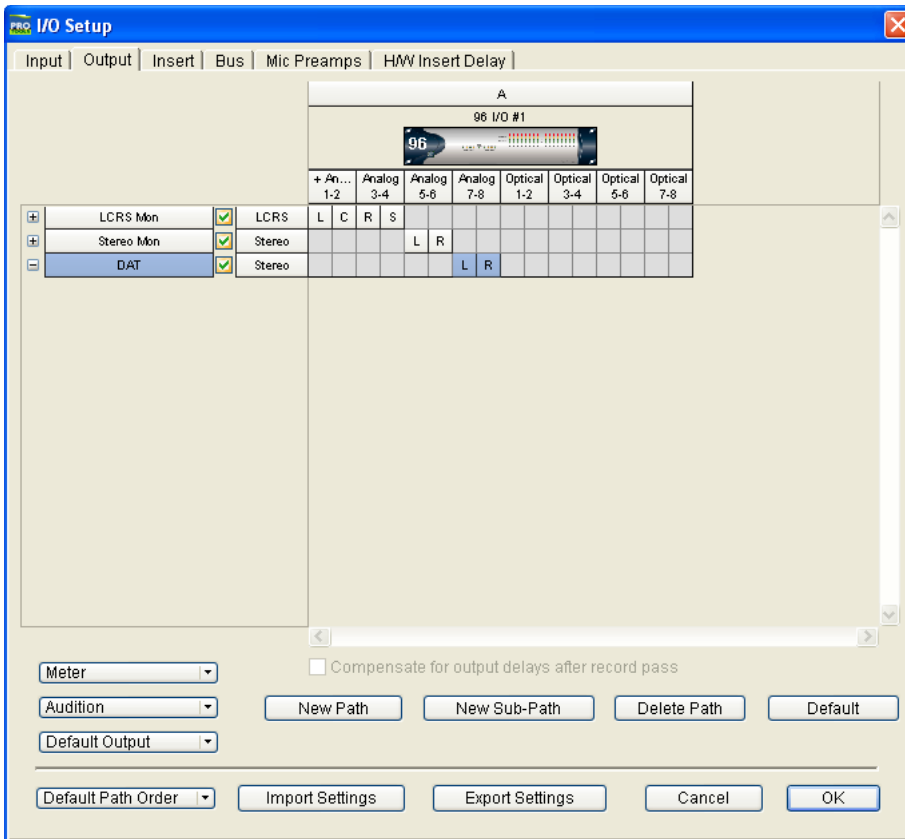 PRO TOOLS I/O Setup
Input Output Insert Bus Mic Preamps H/W Insert Delay
A
96 I/O #1
96
+ An... Analog Analog Analog Optical Optical Optical Optical
1-2 3-4 5-6 7-8 1-2 3-4 5-6 7-8
LCRS Mon LCRS L C R S
Stereo Mon Stereo L R
DAT Stereo L R
Meter
Compensate for output delays after record pass
Audition New Path New Sub-Path Delete Path Default
Default Output
Default Path Order Import Settings Export Settings Cancel OK